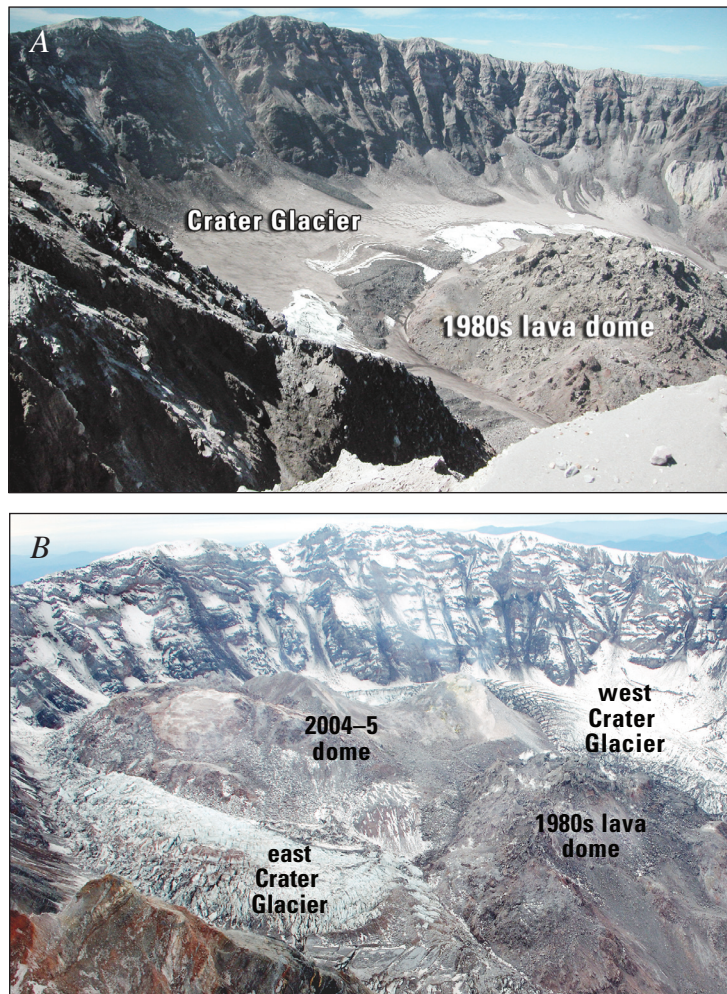 A
Crater Glacier
1980s lava dome
B
2004–5
dome
west
Crater
Glacier
1980s lava
dome
east
Crater
Glacier